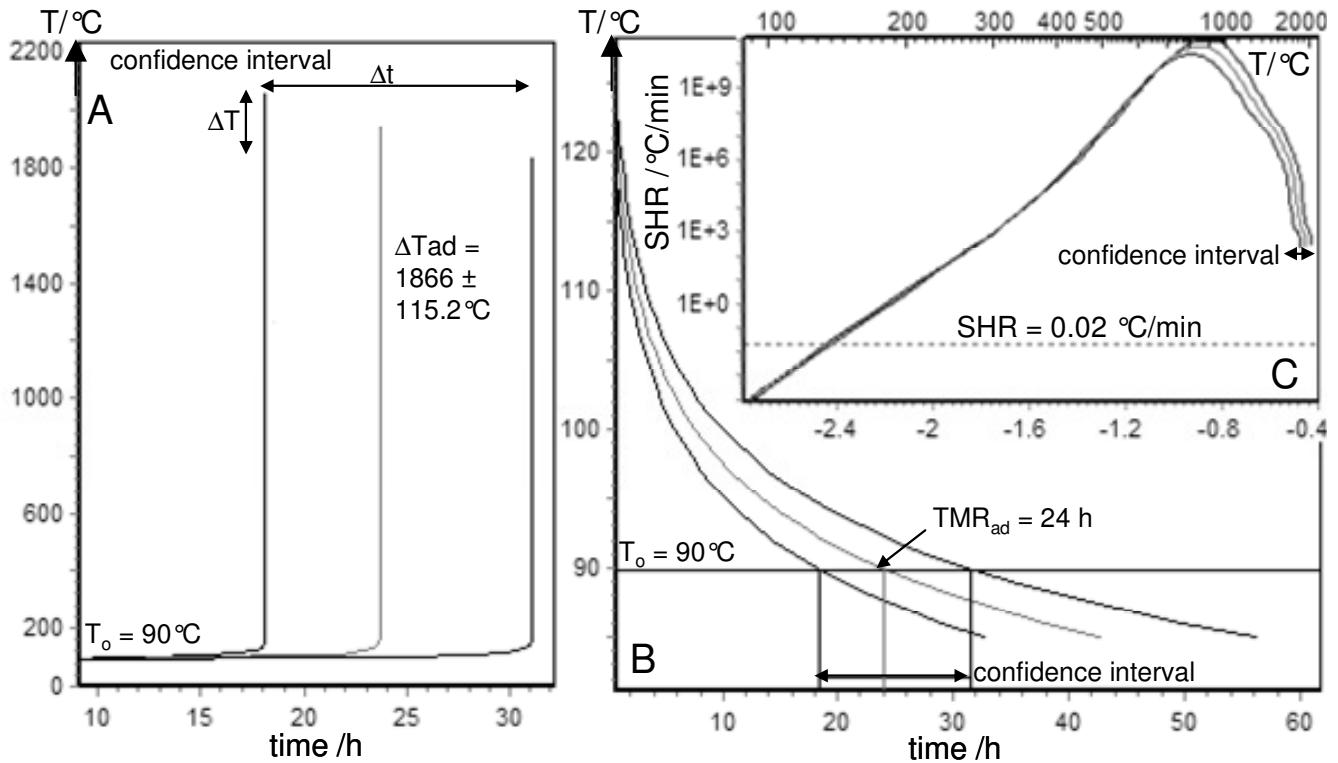 T/°C
2200
1800
1400
1000
600
200
0
confidence interval
A
Δt
ΔT
ΔTad =
1866 ±
115.2°C
To = 90°C
10 15 20 25 30
time /h
T/°C
120
110
100
90
To = 90°C
TMRad = 24 h
B
confidence interval
10 20 30 40 50 60
time /h
100 200 300 400 500 1000 2000
T/°C
SHR / °C/min
1E+9
1E+6
1E+3
1E+0
confidence interval
SHR = 0.02 °C/min
C
-2.4 -2 -1.6 -1.2 -0.8 -0.4